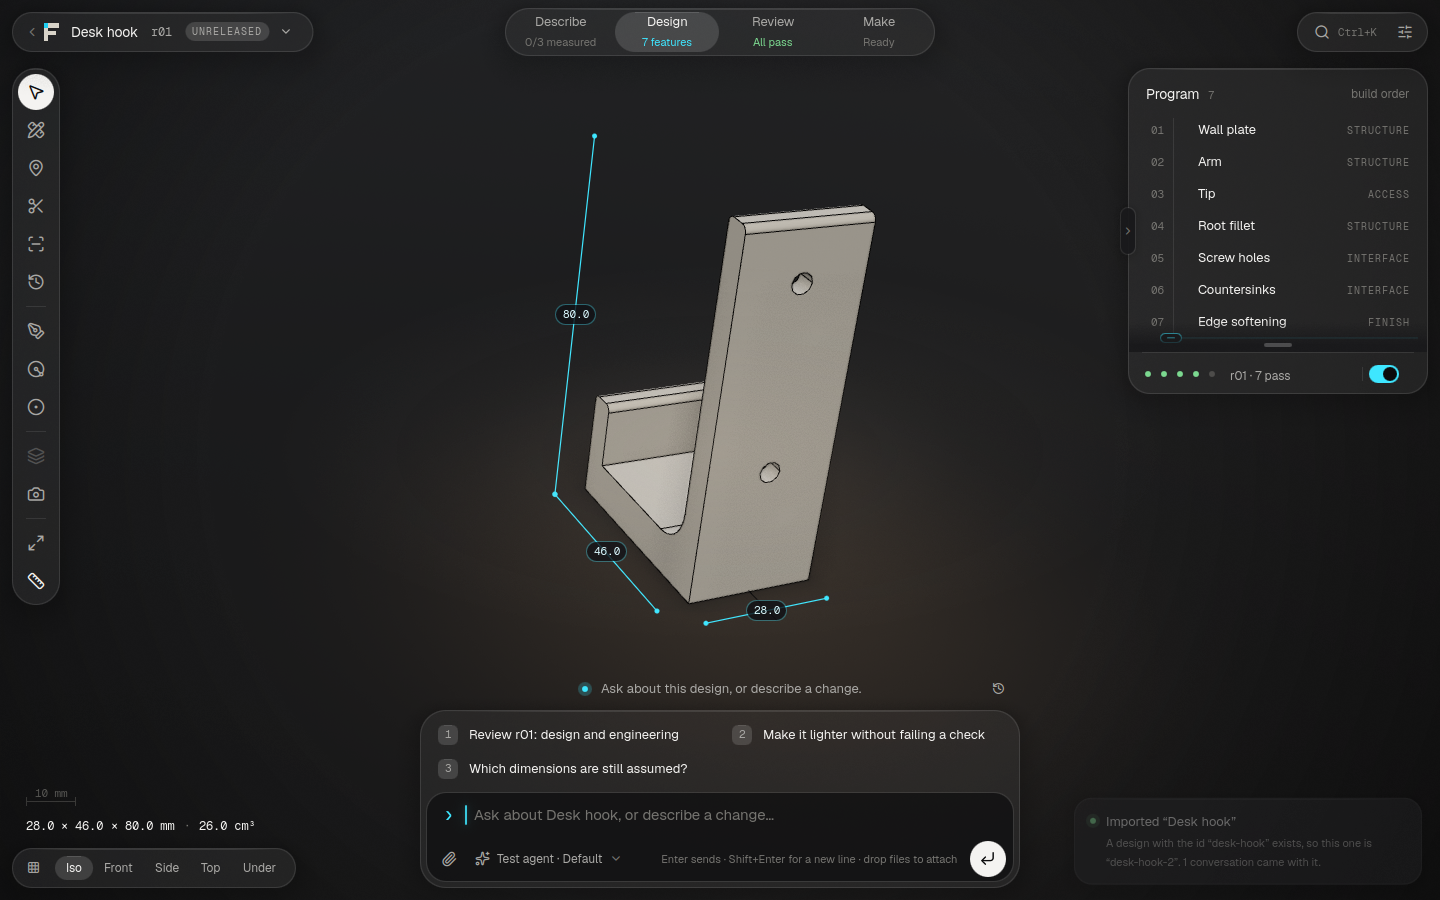 Desk hook r01 UNRELEASED
Describe
0/3 measured
Design
7 features
Review
All pass
Make
Ready
Ctrl+K
Program 7 build order
01 Wall plate STRUCTURE
02 Arm STRUCTURE
03 Tip ACCESS
04 Root fillet STRUCTURE
05 Screw holes INTERFACE
06 Countersinks INTERFACE
07 Edge softening FINISH
r01 · 7 pass
80.0
46.0
28.0
Ask about this design, or describe a change.
1 Review r01: design and engineering
2 Make it lighter without failing a check
3 Which dimensions are still assumed?
Ask about Desk hook, or describe a change...
Test agent · Default
Enter sends · Shift+Enter for a new line · drop files to attach
10 mm
28.0 × 46.0 × 80.0 mm · 26.0 cm³
Iso Front Side Top Under
Imported “Desk hook”
A design with the id “desk-hook” exists, so this one is
“desk-hook-2”. 1 conversation came with it.